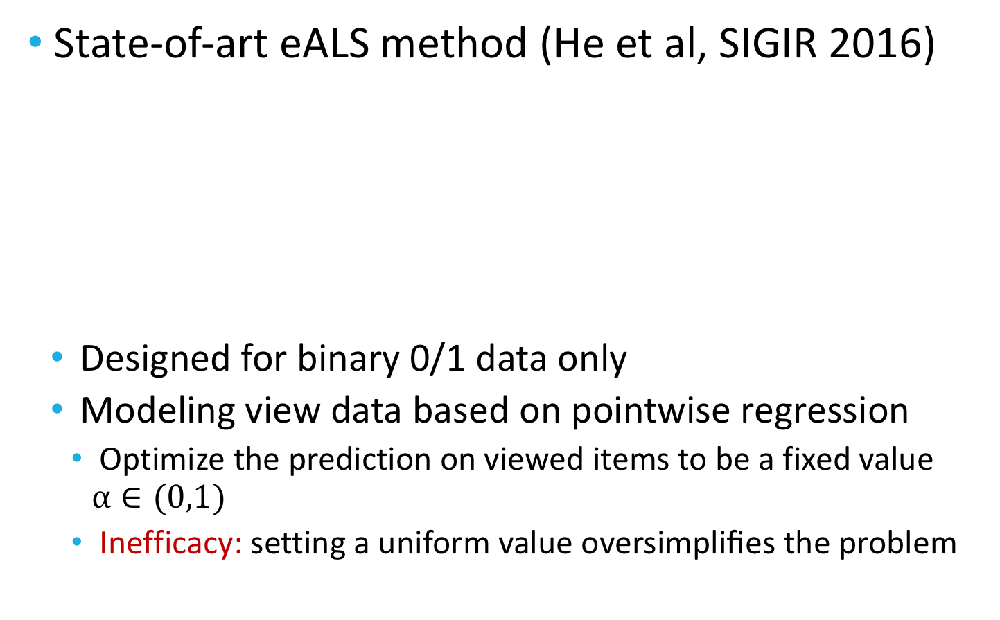 • State-of-art eALS method (He et al, SIGIR 2016)
• Designed for binary 0/1 data only
• Modeling view data based on pointwise regression
• Optimize the prediction on viewed items to be a fixed value
α ∈ (0,1)
• Inefficacy: setting a uniform value oversimplifies the problem